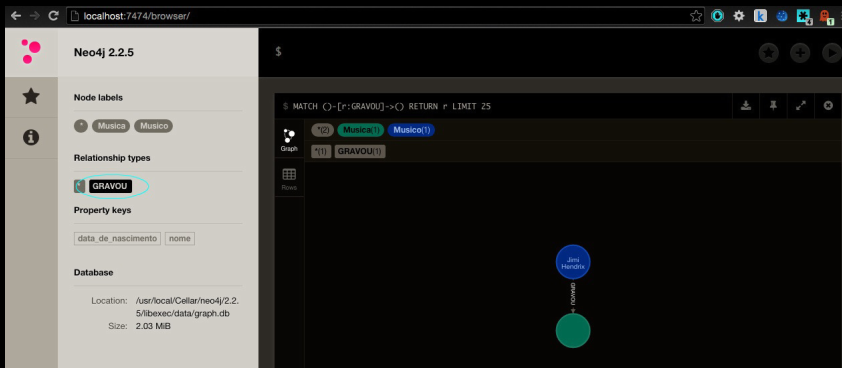 localhost:7474/browser/
Neo4j 2.2.5
$
Node labels
* Musica Musico
Relationship types
* GRAVOU
Property keys
data_de_nascimento nome
Database
Location: /usr/local/Cellar/neo4j/2.2.
5/libexec/data/graph.db
Size: 2.03 MiB
$ MATCH ()-[r:GRAVOU]->() RETURN r LIMIT 25
*(2) Musica(1) Musico(1)
Graph
*(1) GRAVOU(1)
Rows
Jimi
Hendrix
GRAVOU